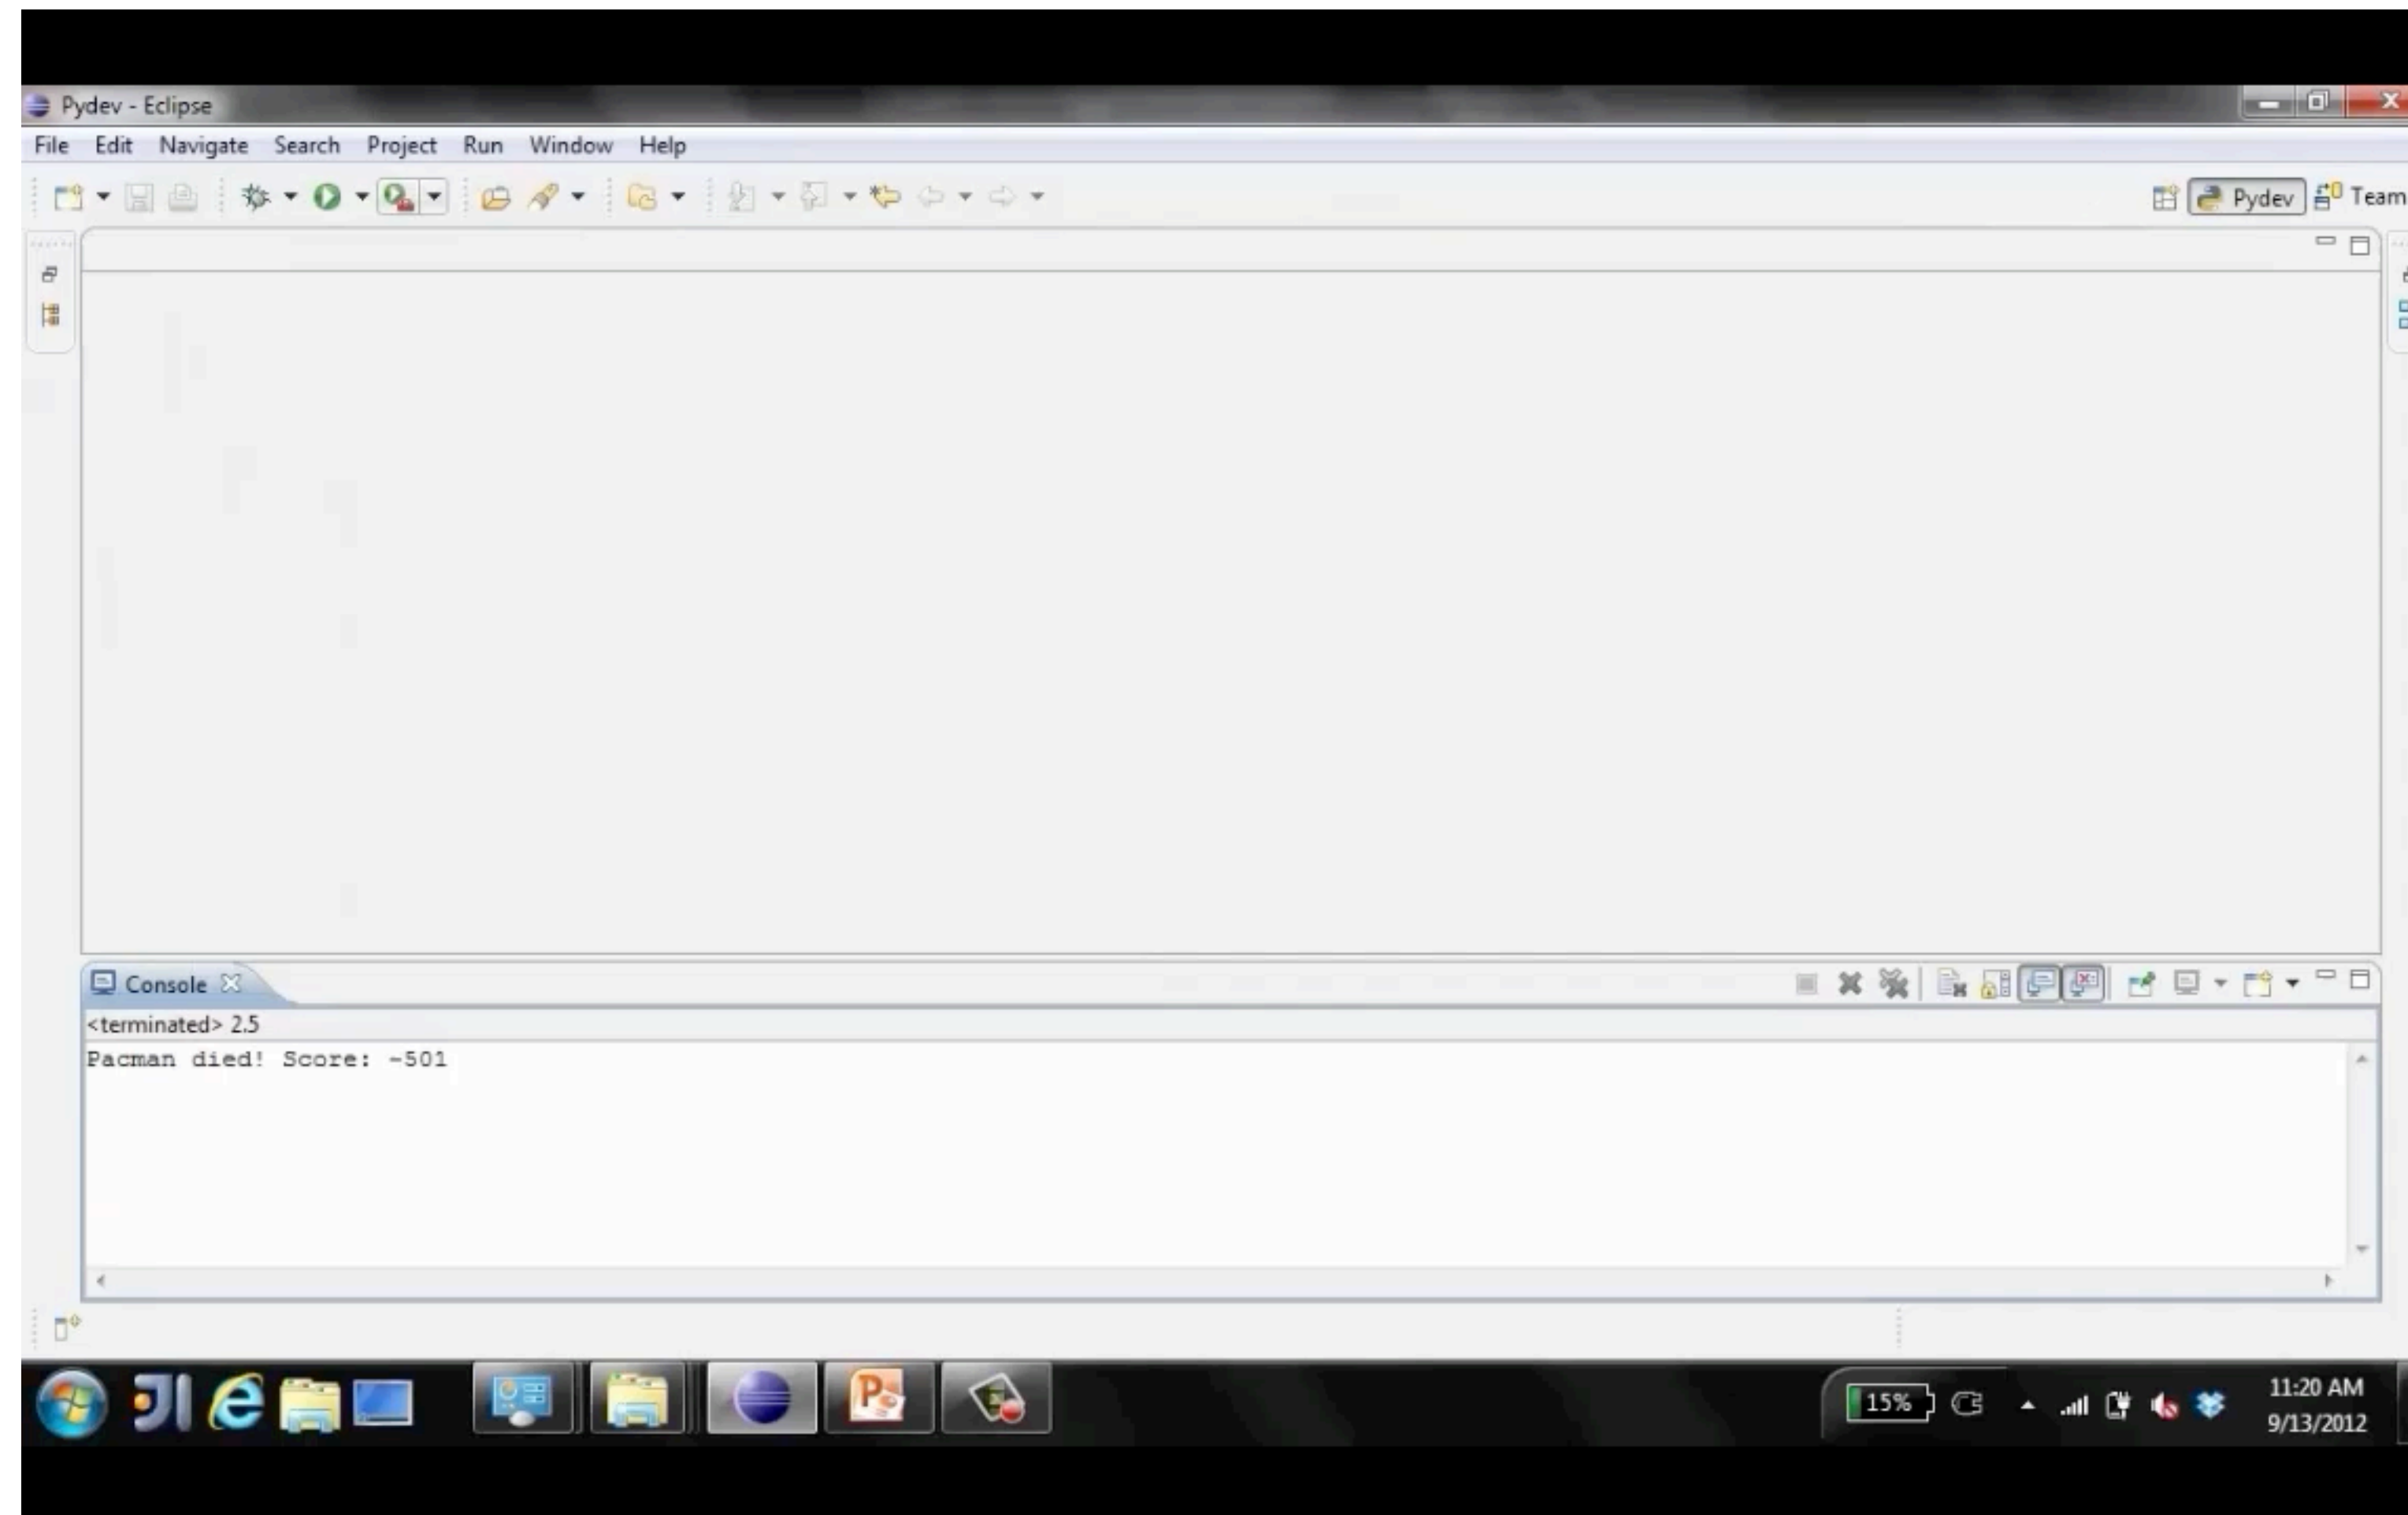 Pydev - Eclipse
File Edit Navigate Search Project Run Window Help
Pydev Team
Console
<terminated> 2.5
Pacman died! Score: -501
15%
11:20 AM
9/13/2012